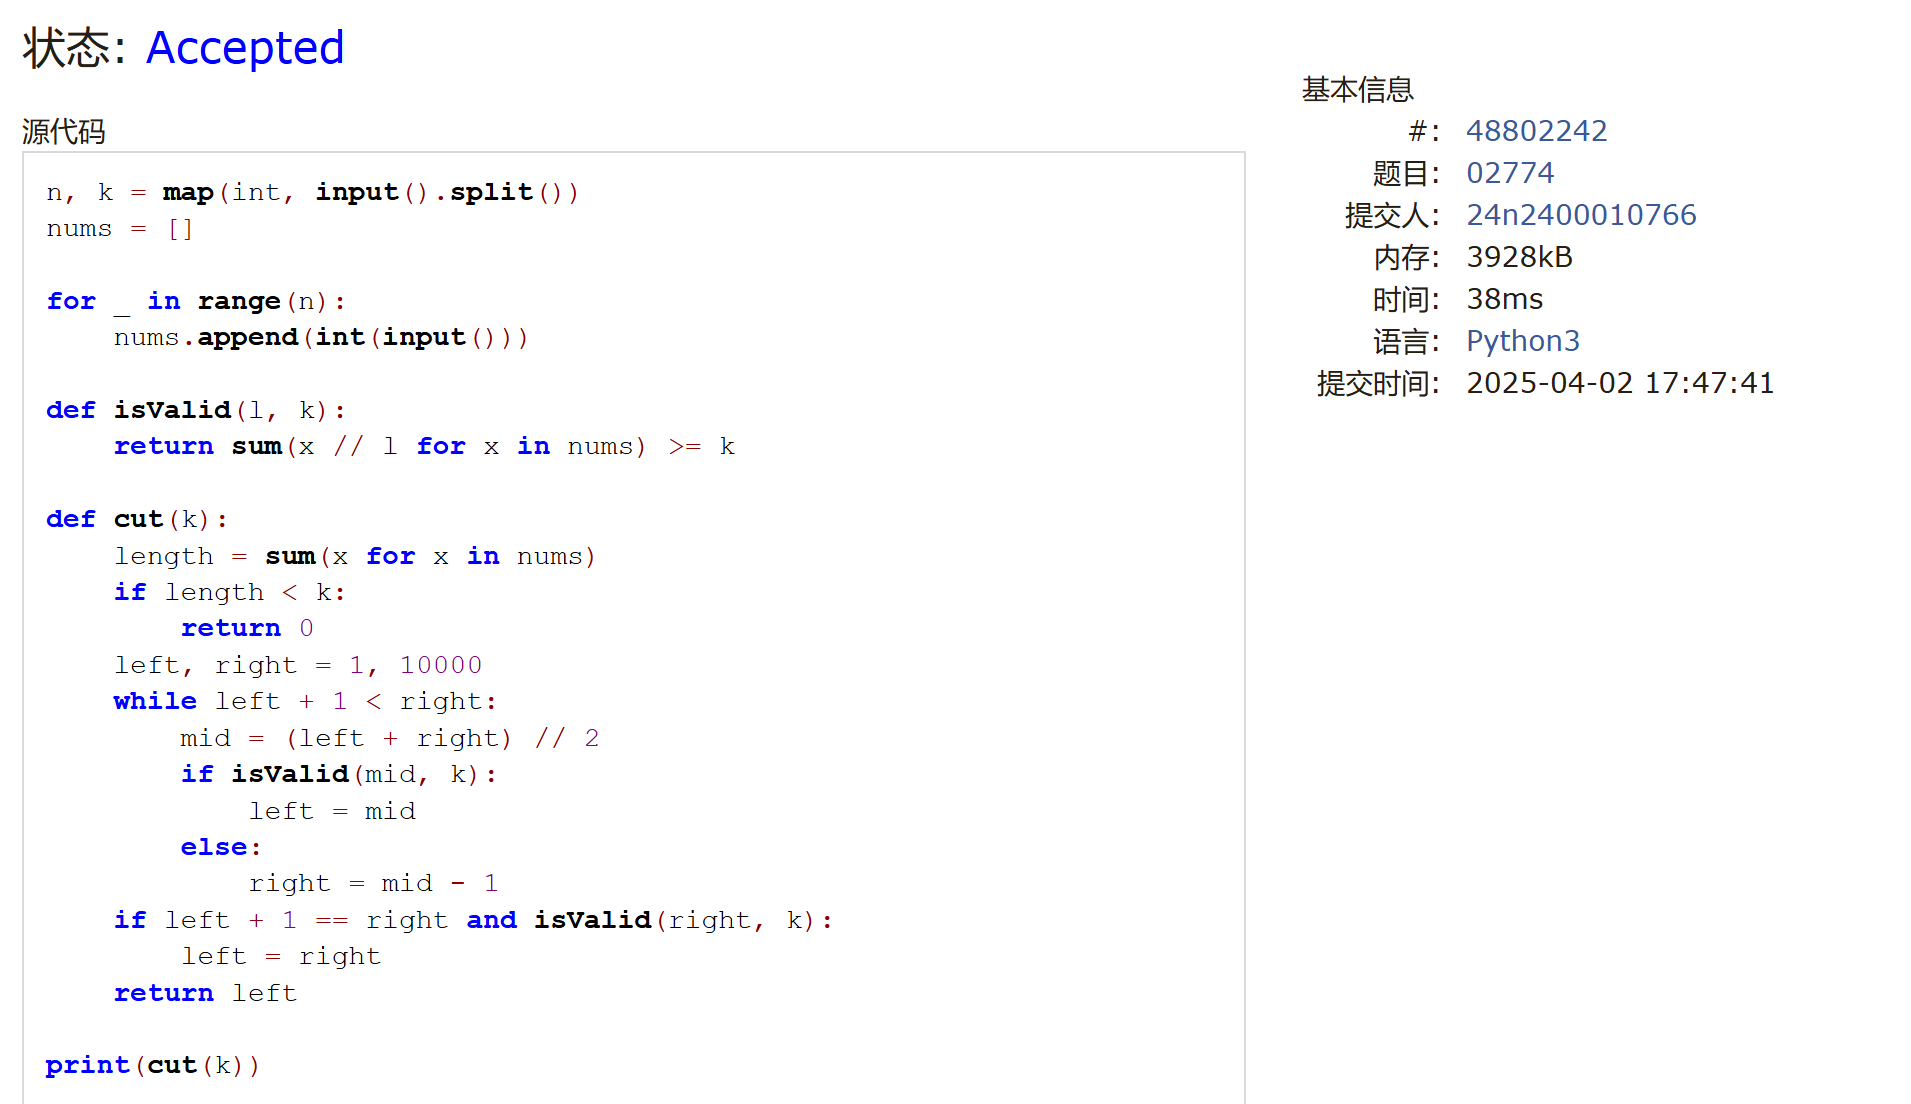 状态: Accepted
源代码
n, k = map(int, input().split())
nums = []
for _ in range(n):
    nums.append(int(input()))
def isValid(l, k):
    return sum(x // l for x in nums) >= k
def cut(k):
    length = sum(x for x in nums)
    if length < k:
        return 0
    left, right = 1, 10000
    while left + 1 < right:
        mid = (left + right) // 2
        if isValid(mid, k):
            left = mid
        else:
            right = mid - 1
    if left + 1 == right and isValid(right, k):
        left = right
    return left
print(cut(k))
基本信息
#: 48802242
题目: 02774
提交人: 24n2400010766
内存: 3928kB
时间: 38ms
语言: Python3
提交时间: 2025-04-02 17:47:41